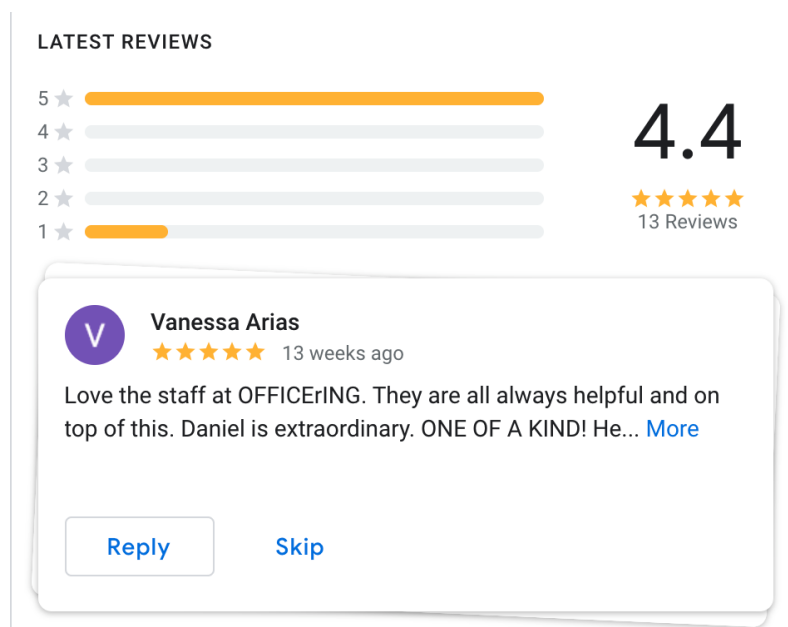 LATEST REVIEWS
5
4
3
2
1
4.4
13 Reviews
V
Vanessa Arias
13 weeks ago
Love the staff at OFFICErING. They are all always helpful and on
top of this. Daniel is extraordinary. ONE OF A KIND! He... More
Reply Skip